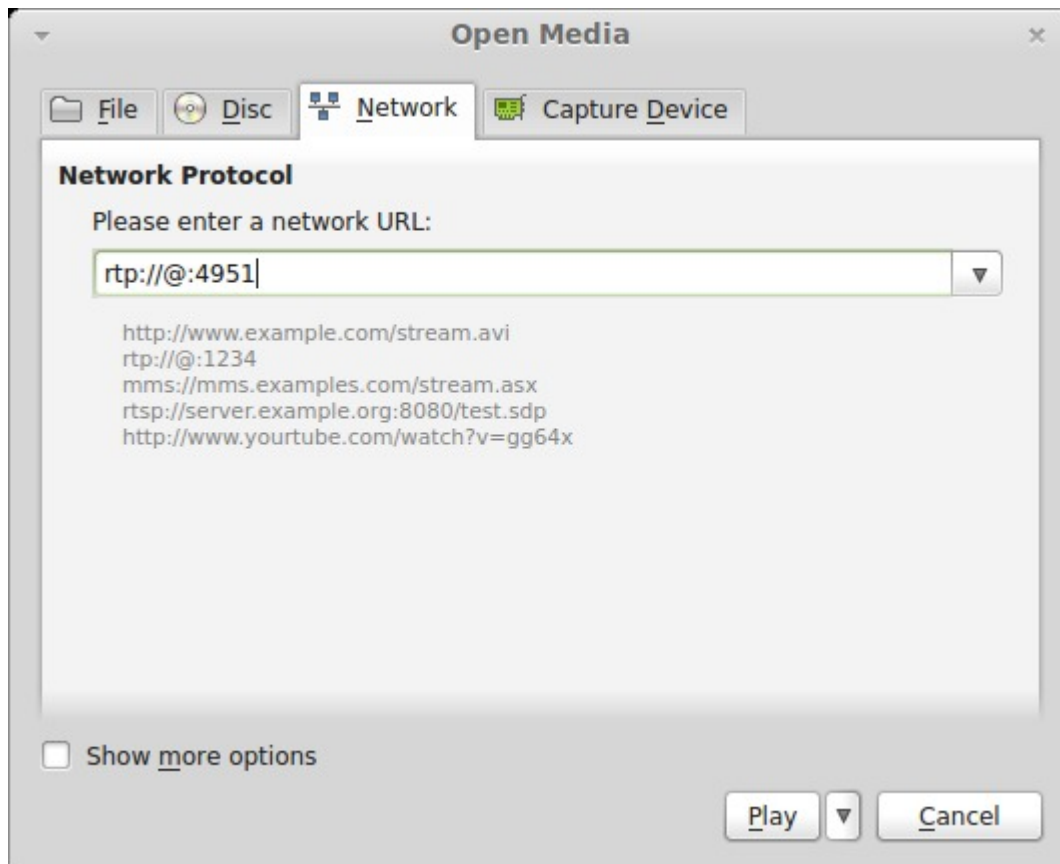 Open Media
File Disc Network Capture Device
Network Protocol
Please enter a network URL:
rtp://@:4951
http://www.example.com/stream.avi
rtp://@:1234
mms://mms.examples.com/stream.asx
rtsp://server.example.org:8080/test.sdp
http://www.yourtube.com/watch?v=gg64x
Show more options
Play Cancel